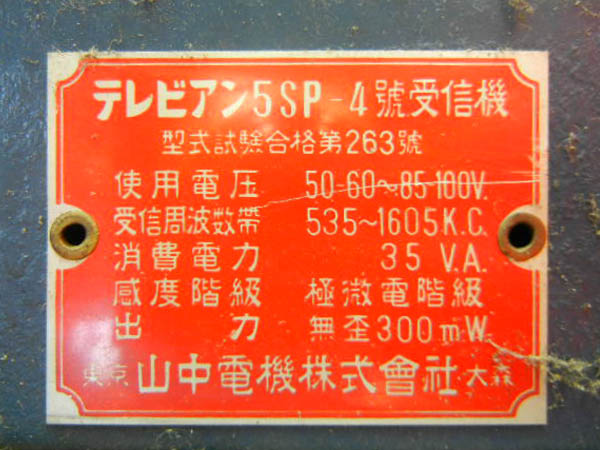 テレビアン5SP-4號受信機
型式試験合格第263號
使用電圧 50-60~85-100V.
受信周波数帯 535~1605K.C.
消費電力 35 V.A.
感度階級 極微電階級
出力 無歪300mW.
東京 山中電機株式會社 大森